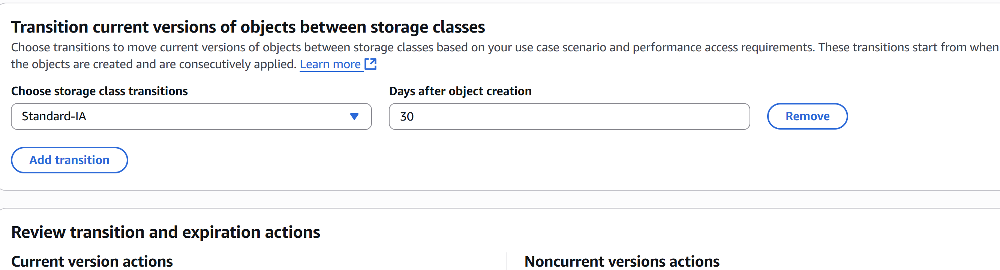 Transition current versions of objects between storage classes
Choose transitions to move current versions of objects between storage classes based on your use case scenario and performance access requirements. These transitions start from when
the objects are created and are consecutively applied. Learn more
Choose storage class transitions
Days after object creation
Standard-IA
30
Remove
Add transition
Review transition and expiration actions
Current version actions
Noncurrent versions actions